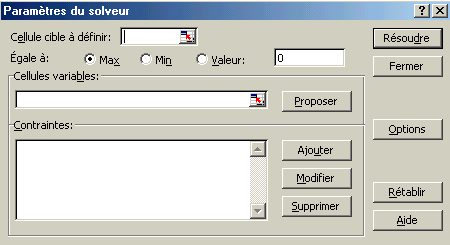 Paramètres du solveur
Cellule cible à définir:
Résoudre
Égale à: Max Min Valeur: 0
Fermer
Cellules variables:
Proposer
Contraintes:
Options
Ajouter
Modifier
Rétablir
Supprimer
Aide